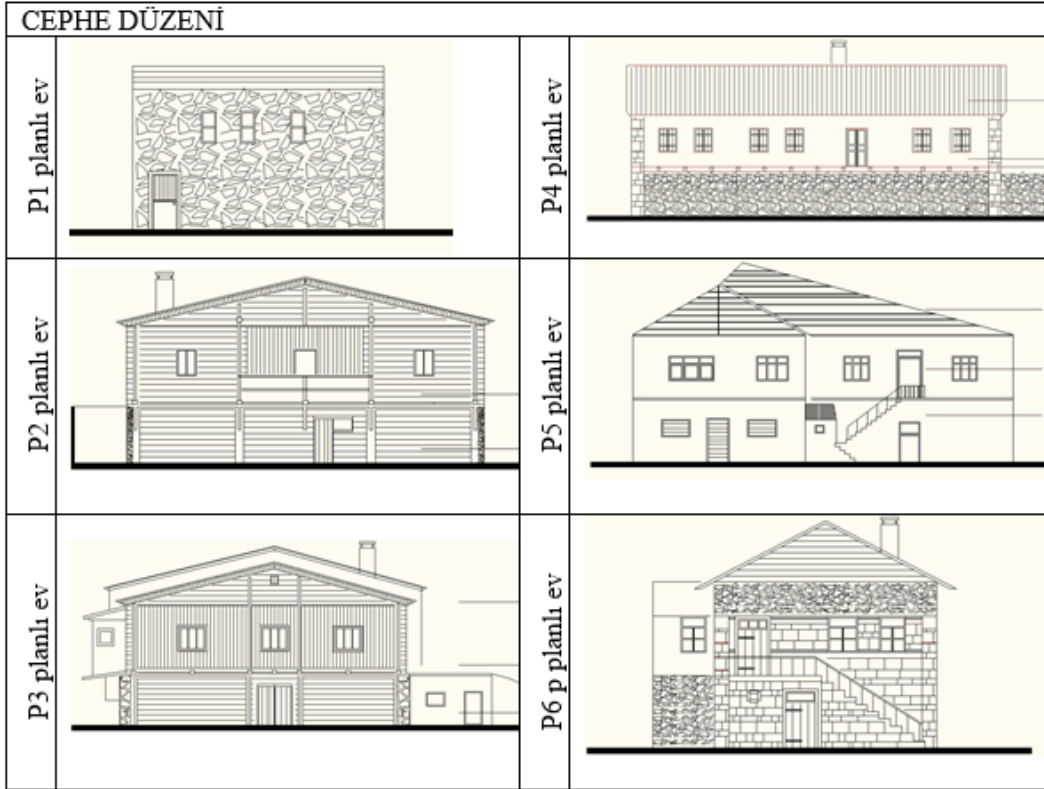 CEPHE DÜZENİ
P1 planlı ev
P4 planlı ev
P2 planlı ev
P5 planlı ev
P3 planlı ev
P6 p planlı ev